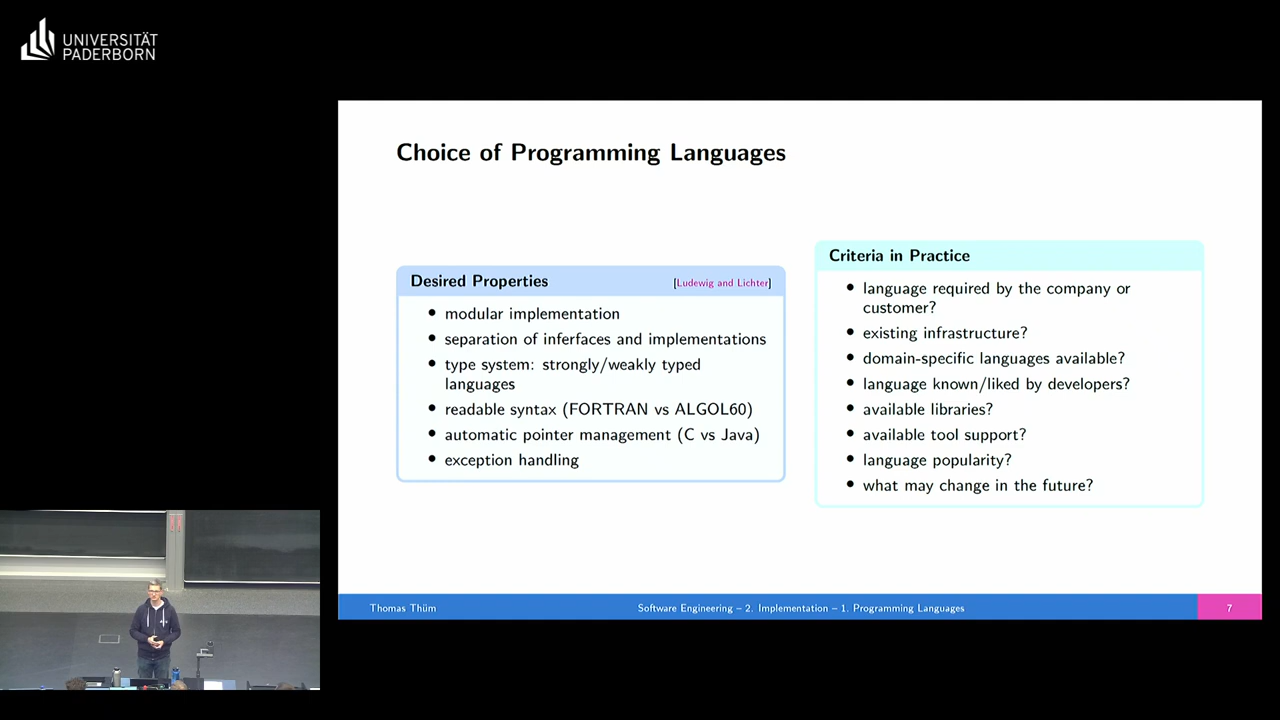 UNIVERSITÄT
PADERBORN
Choice of Programming Languages
Desired Properties [Ludewig and Lichter]
• modular implementation
• separation of inferfaces and implementations
• type system: strongly/weakly typed
languages
• readable syntax (FORTRAN vs ALGOL60)
• automatic pointer management (C vs Java)
• exception handling
Criteria in Practice
• language required by the company or
customer?
• existing infrastructure?
• domain-specific languages available?
• language known/liked by developers?
• available libraries?
• available tool support?
• language popularity?
• what may change in the future?
Thomas Thüm Software Engineering – 2. Implementation – 1. Programming Languages 7